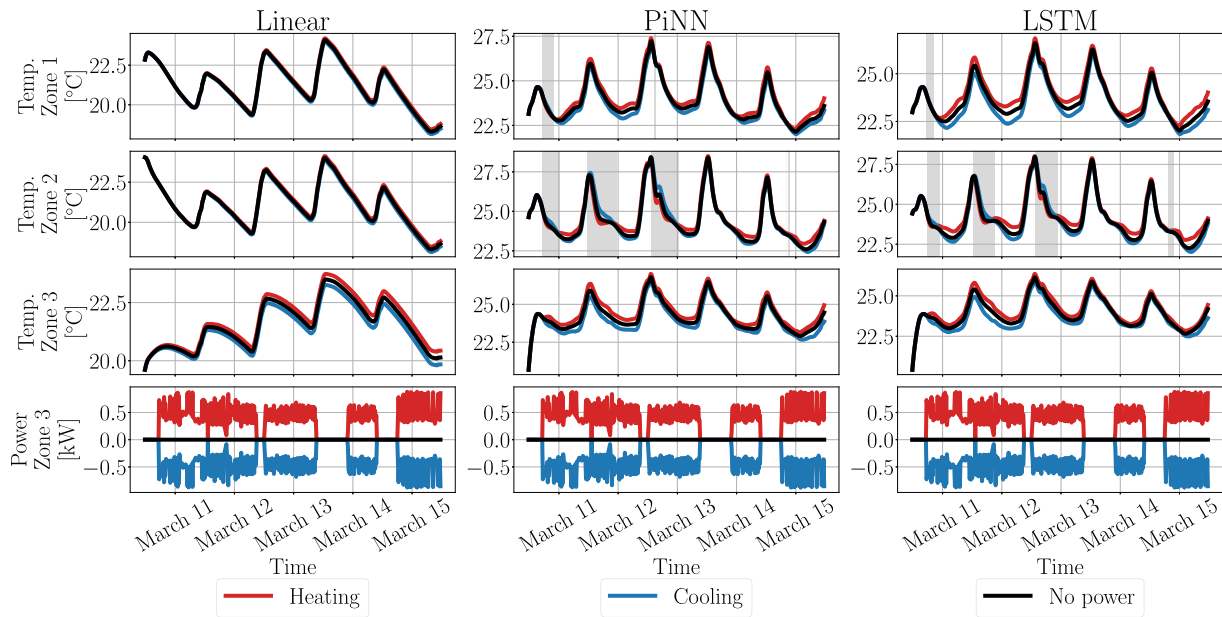 Linear
PiNN
LSTM
Temp.
Zone 1
[°C]
22.5
20.0
27.5
25.0
22.5
25.0
22.5
Temp.
Zone 2
[°C]
22.5
20.0
27.5
25.0
22.5
27.5
25.0
22.5
Temp.
Zone 3
[°C]
22.5
20.0
25.0
22.5
25.0
22.5
Power
Zone 3
[kW]
0.5
0.0
−0.5
0.5
0.0
−0.5
0.5
0.0
−0.5
March 11
March 12
March 13
March 14
March 15
March 11
March 12
March 13
March 14
March 15
March 11
March 12
March 13
March 14
March 15
Time
Time
Time
Heating
Cooling
No power